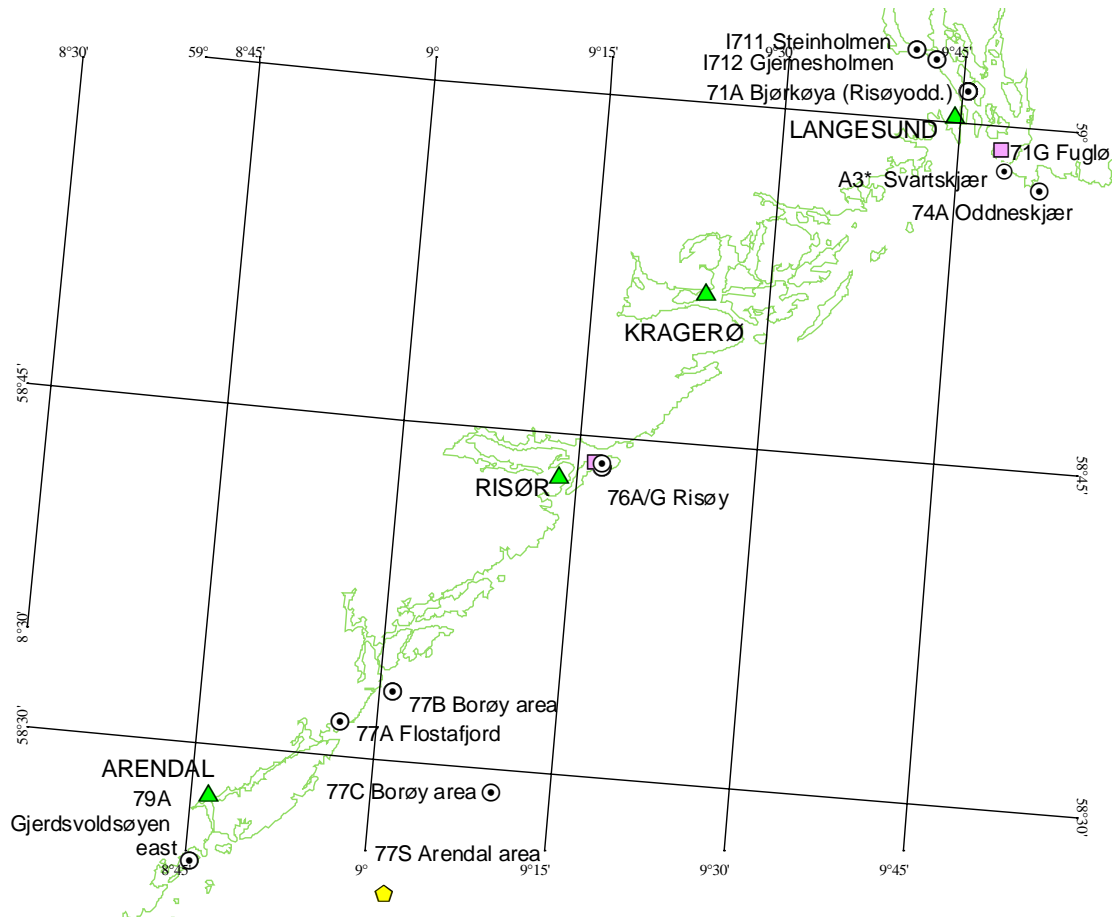 8°30'
59°
8°45'
9°
9°15'
9°30'
9°45'
I711 Steinholmen
I712 Gjemesholmen
71A Bjørkøya (Risøyodd.)
LANGESUND
59°
71G Fuglø
A3* Svartskjær
74A Oddneskjær
KRAGERØ
58°45'
58°45'
RISØR
76A/G Risøy
8°30'
77B Borøy area
58°30'
77A Flostafjord
ARENDAL
79A
Gjerdsvoldsøyen
east
77C Borøy area
58°30'
77S Arendal area
8°45'
9°
9°15'
9°30'
9°45'